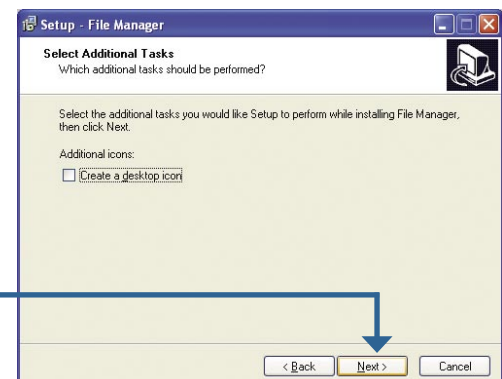 Setup - File Manager
Select Additional Tasks
Which additional tasks should be performed?
Select the additional tasks you would like Setup to perform while installing File Manager,
then click Next.
Additional icons:
Create a desktop icon
< Back Next > Cancel